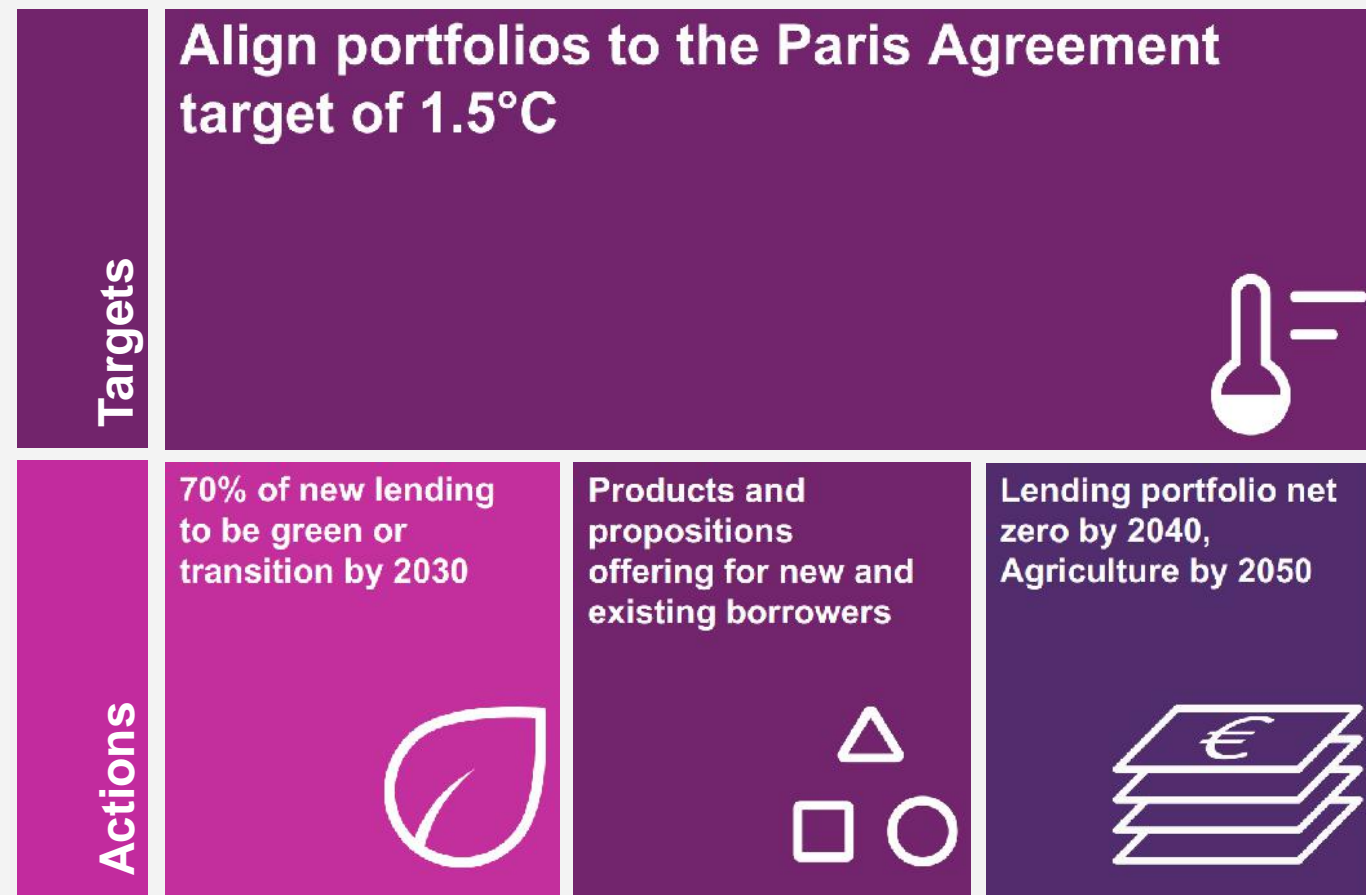 Targets
Align portfolios to the Paris Agreement
target of 1.5°C
Actions
70% of new lending
to be green or
transition by 2030
Products and
propositions
offering for new and
existing borrowers
Lending portfolio net
zero by 2040,
Agriculture by 2050
€